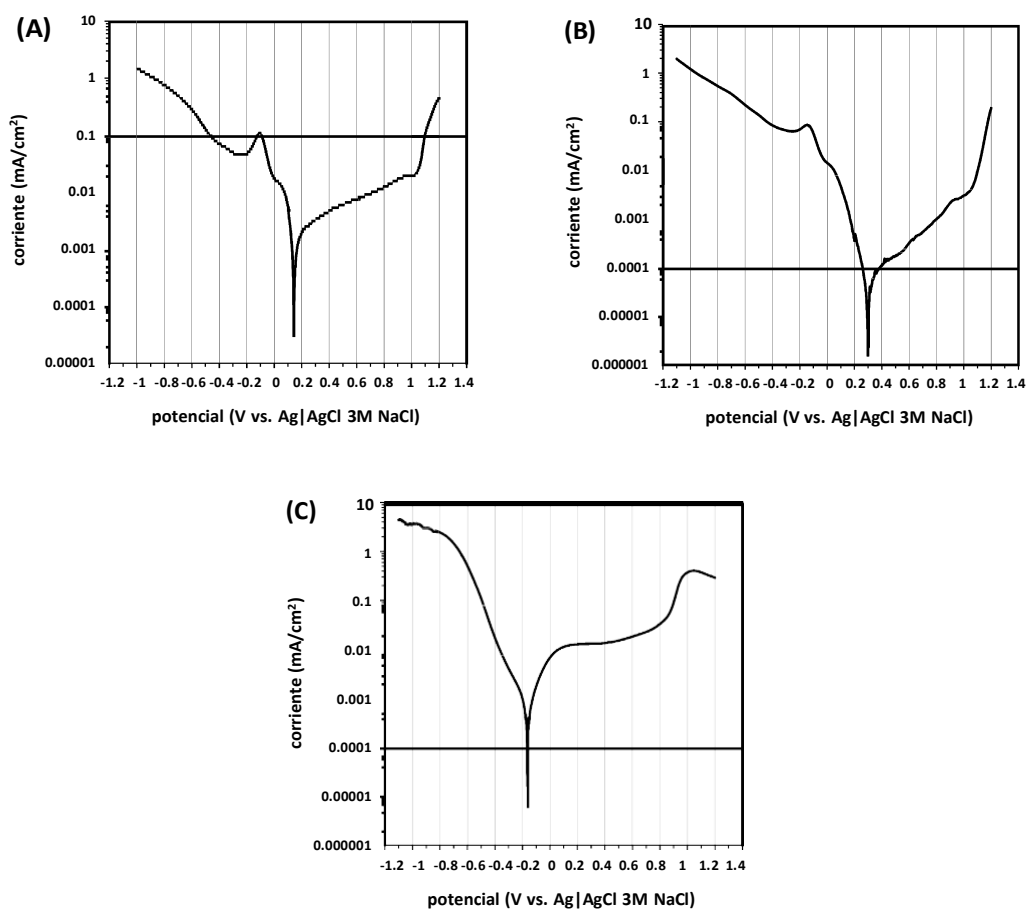 (A)
corriente (mA/cm²)
10
1
0.1
0.01
0.001
0.0001
0.00001
-1.2 -1 -0.8 -0.6 -0.4 -0.2 0 0.2 0.4 0.6 0.8 1 1.2 1.4
potencial (V vs. Ag|AgCl 3M NaCl)
(B)
corriente (mA/cm²)
10
1
0.1
0.01
0.001
0.0001
0.00001
0.000001
-1.2 -1 -0.8 -0.6 -0.4 -0.2 0 0.2 0.4 0.6 0.8 1 1.2 1.4
potencial (V vs. Ag|AgCl 3M NaCl)
(C)
corriente (mA/cm²)
10
1
0.1
0.01
0.001
0.0001
0.00001
0.000001
-1.2 -1 -0.8 -0.6 -0.4 -0.2 0 0.2 0.4 0.6 0.8 1 1.2 1.4
potencial (V vs. Ag|AgCl 3M NaCl)